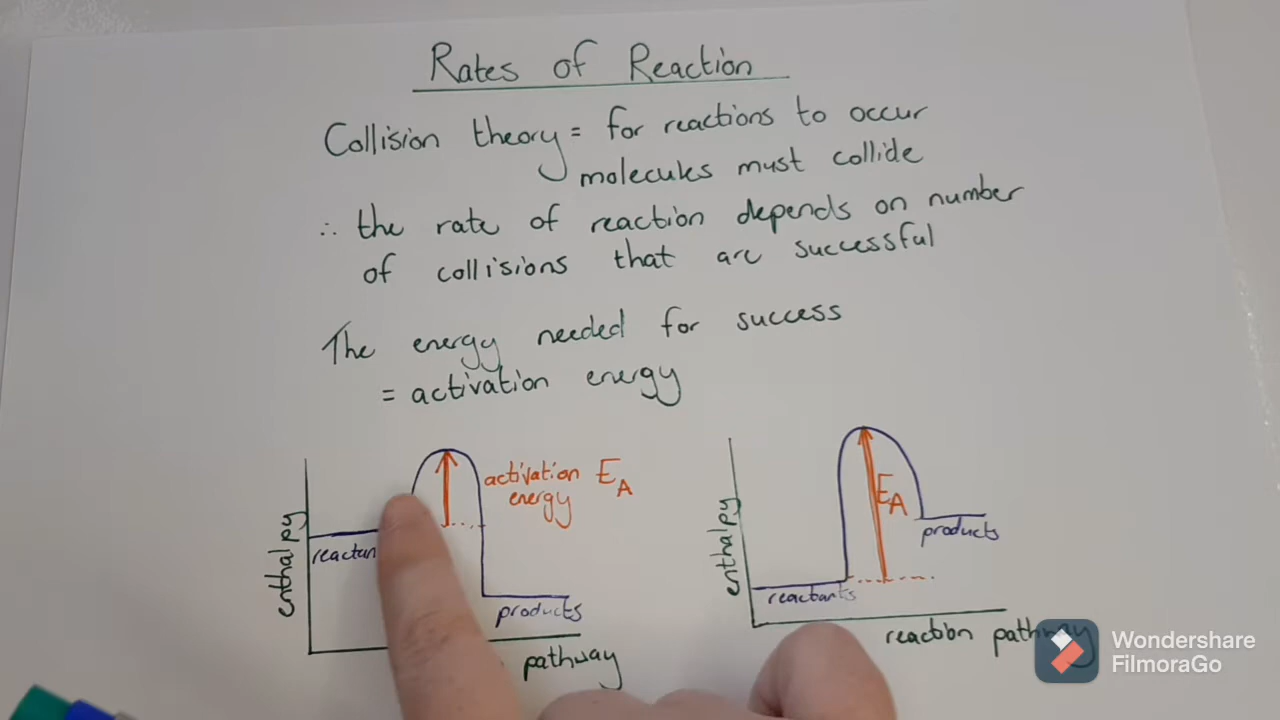 Rates of Reaction
Collision theory = for reactions to occur
molecules must collide
∴ the rate of reaction depends on number
of collisions that are successful
The energy needed for success
= activation energy
activation EA
energy
enthalpy
products
pathway
EA
enthalpy
products
reactants
reaction
Wondershare
FilmoraGo